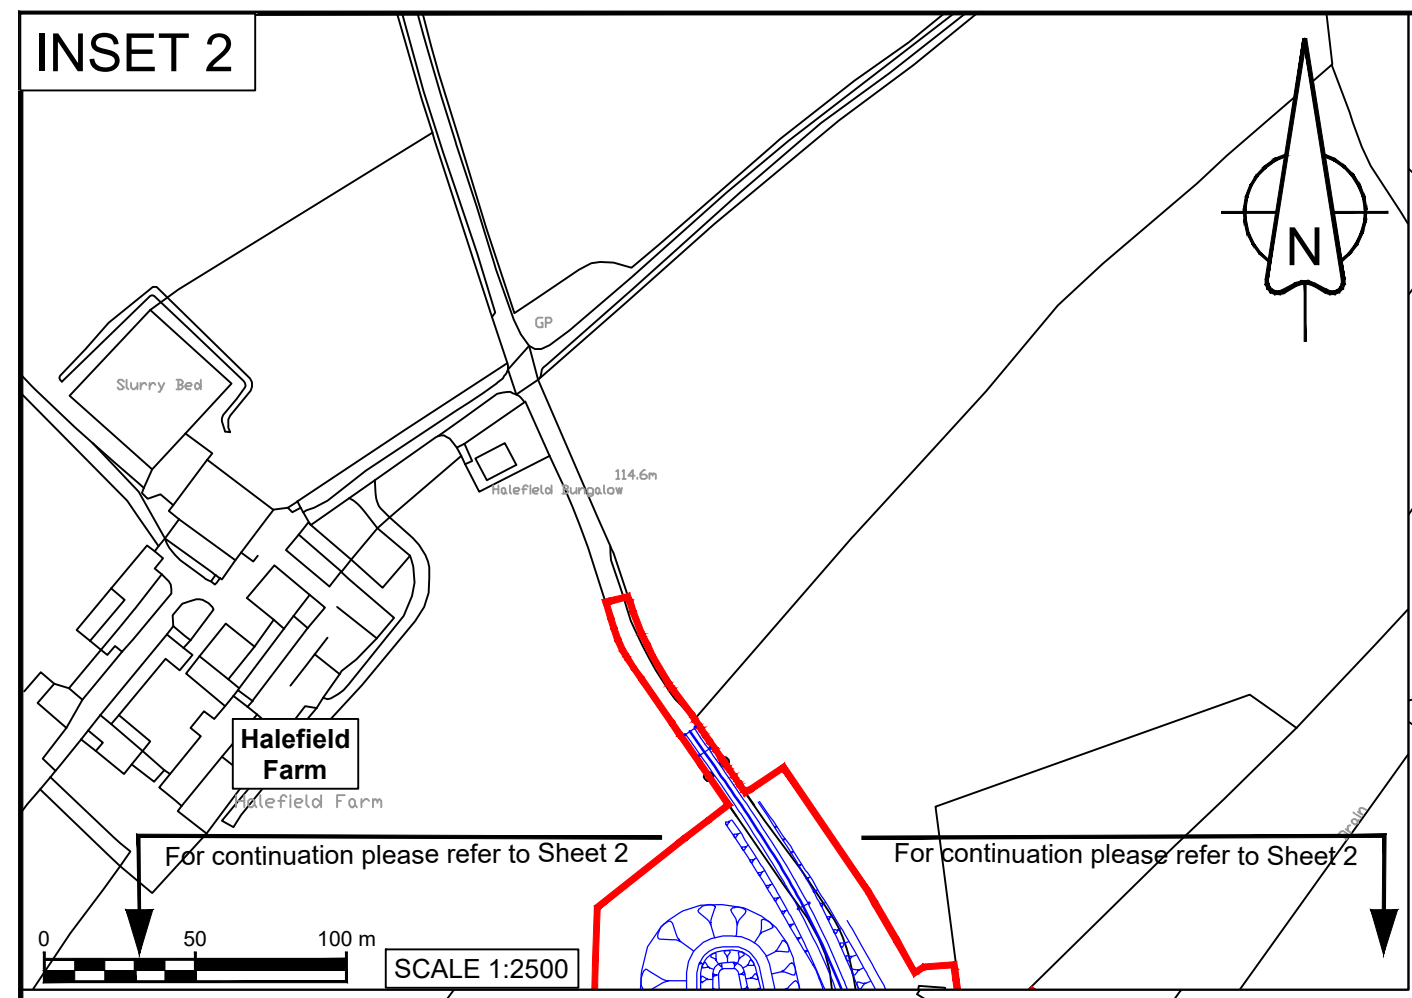 INSET 2
N
GP
Slurry Bed
114.6m
Halefield Bungalow
Halefield
Farm
Halefield Farm
Drain
For continuation please refer to Sheet 2
For continuation please refer to Sheet 2
0 50 100 m
SCALE 1:2500